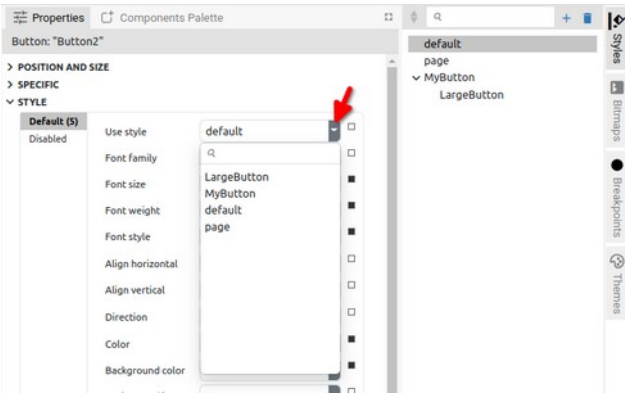 Properties
Components Palette
Button: "Button2"
> POSITION AND SIZE
> SPECIFIC
STYLE
Default (5)
Disabled
Use style
default
Font family
Font size
Font weight
Font style
Align horizontal
Align vertical
Direction
Color
Background color
LargeButton
MyButton
default
page
default
page
MyButton
LargeButton
Styles
Bitmaps
Breakpoints
Themes